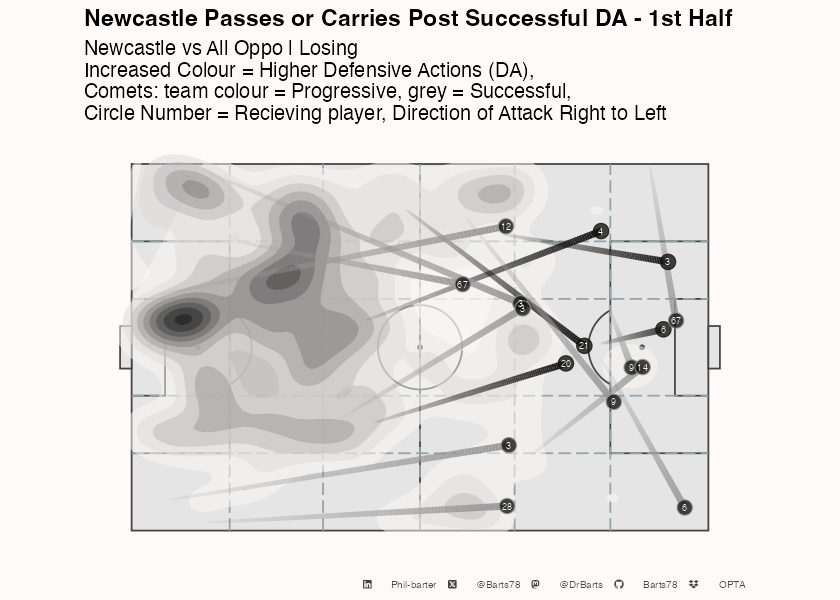 Newcastle Passes or Carries Post Successful DA - 1st Half
Newcastle vs All Oppo | Losing
Increased Colour = Higher Defensive Actions (DA),
Comets: team colour = Progressive, grey = Successful,
Circle Number = Recieving player, Direction of Attack Right to Left
12
4
3
67
3
3
67
6
21
20
9
14
9
3
28
6
Phil-barter @Barts78 @DrBarts Barts78 OPTA